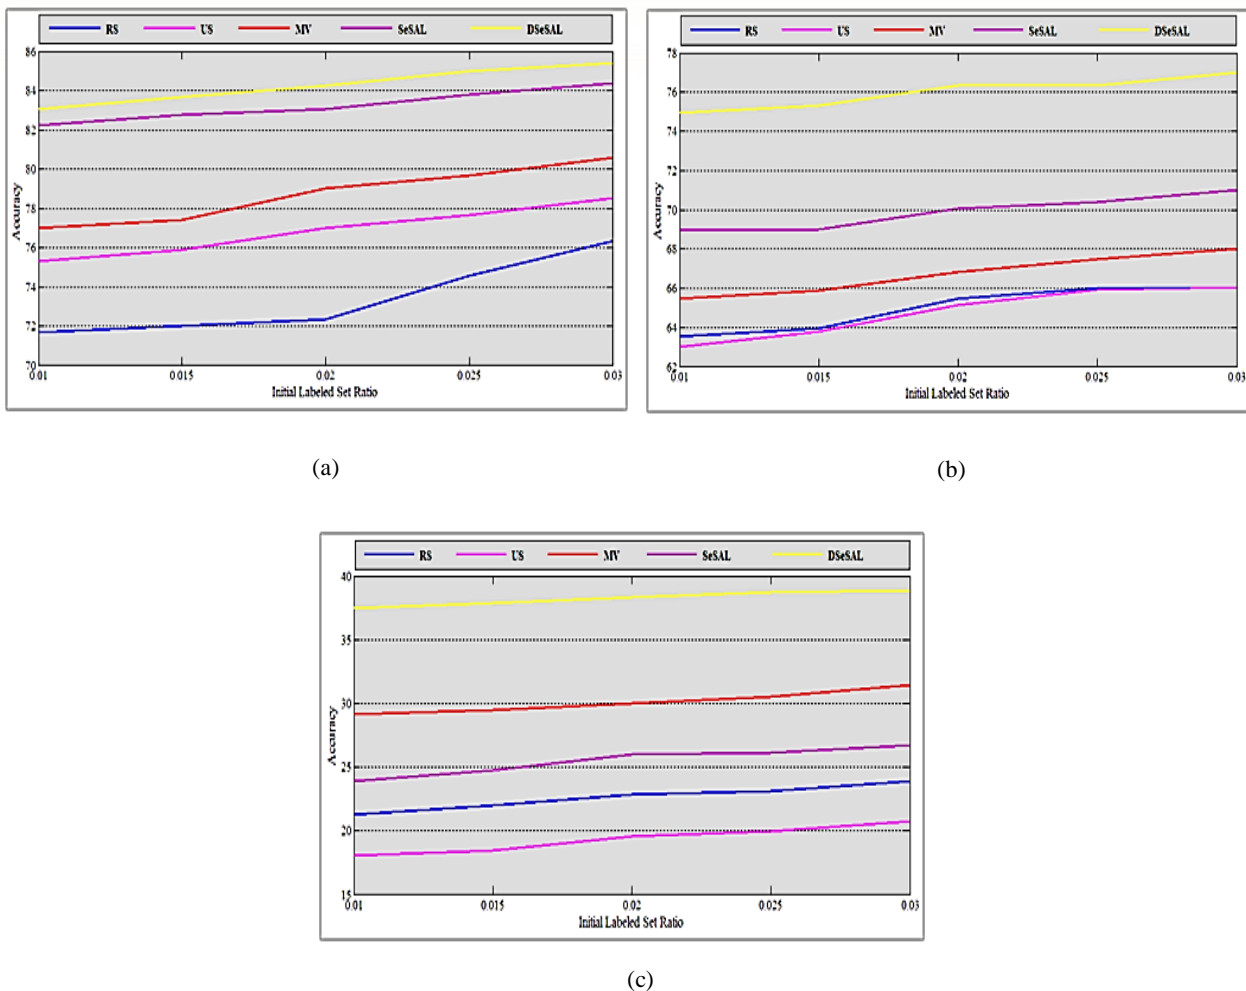 RS US MV SeSAL DSeSAL
86
84
82
80
78
76
74
72
70
Accuracy
0.01 0.015 0.02 0.025 0.03
Initial Labeled Set Ratio
(a)
RS US MV SeSAL DSeSAL
78
76
74
72
70
68
66
64
62
Accuracy
0.01 0.015 0.02 0.025 0.03
Initial Labeled Set Ratio
(b)
RS US MV SeSAL DSeSAL
40
35
30
25
20
15
Accuracy
0.01 0.015 0.02 0.025 0.03
Initial Labeled Set Ratio
(c)